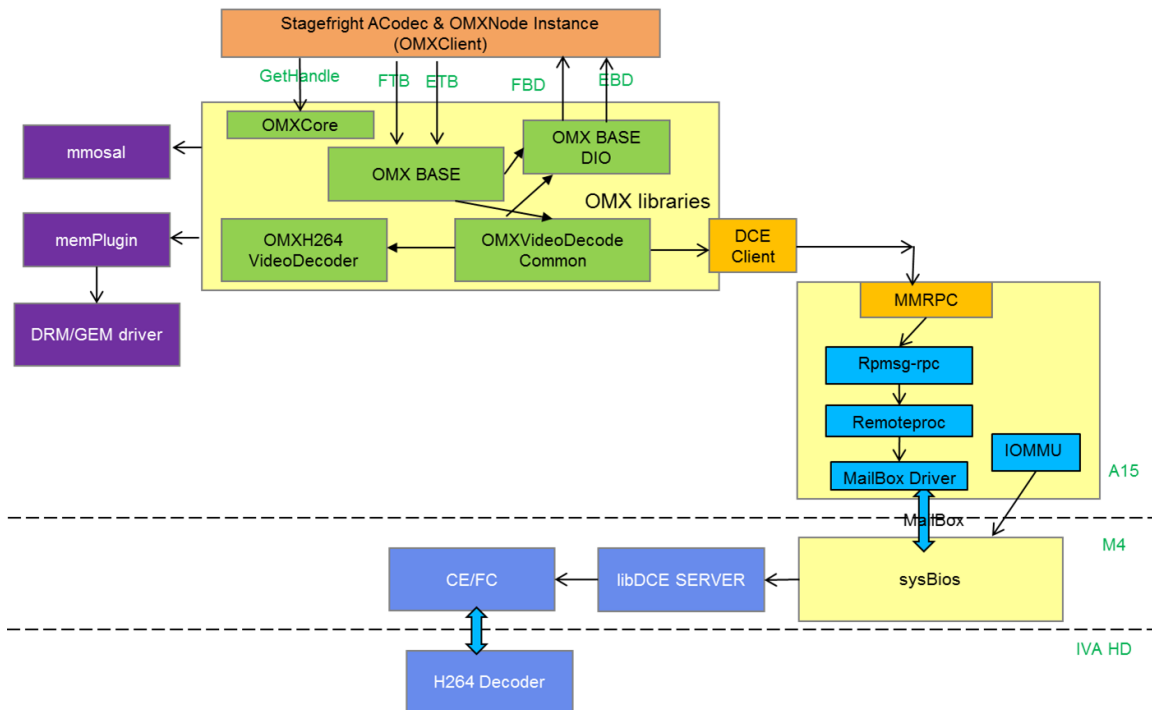 Stagefright ACodec & OMXNode Instance
(OMXClient)
GetHandle
FTB
ETB
FBD
EBD
OMXCore
OMX BASE
DIO
mmosal
OMX BASE
OMX libraries
memPlugin
OMXH264
VideoDecoder
OMXVideoDecode
Common
DCE
Client
MMRPC
DRM/GEM driver
Rpmsg-rpc
Remoteproc
IOMMU
MailBox Driver
A15
MailBox
M4
CE/FC
libDCE SERVER
sysBios
IVA HD
H264 Decoder